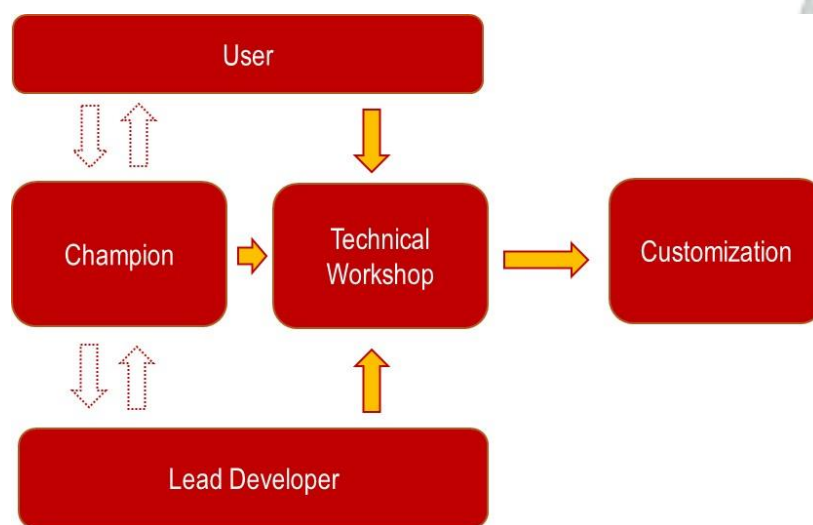 User
Champion
Technical
Workshop
Customization
Lead Developer